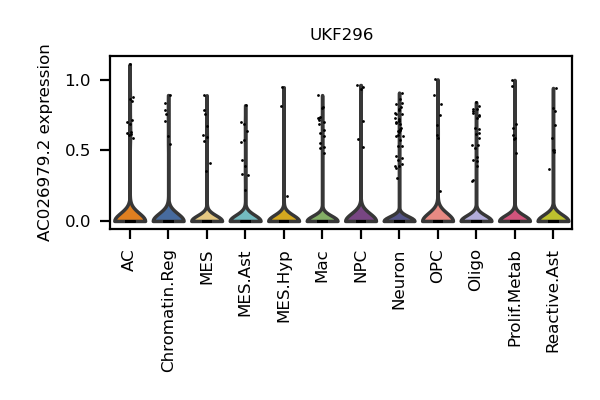 UKF296
AC026979.2 expression
1.0
0.5
0.0
AC
Chromatin.Reg
MES
MES.Ast
MES.Hyp
Mac
NPC
Neuron
OPC
Oligo
Prolif.Metab
Reactive.Ast